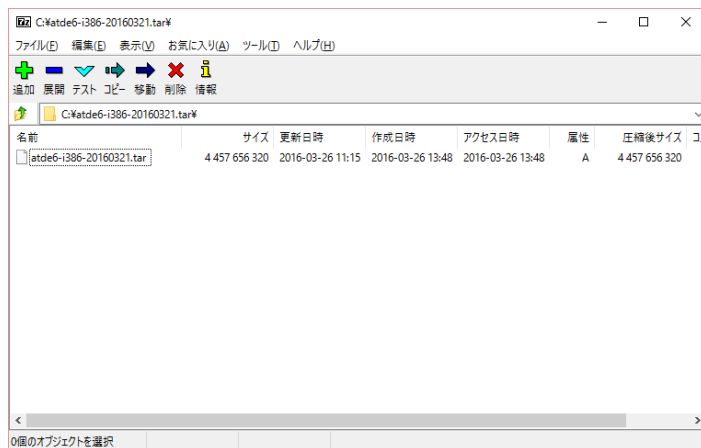 7z C:¥atde6-i386-20160321.tar¥
ファイル(F) 編集(E) 表示(V) お気に入り(A) ツール(T) ヘルプ(H)
追加 展開 テスト コピー 移動 削除 情報
C:¥atde6-i386-20160321.tar¥
名前 サイズ 更新日時 作成日時 アクセス日時 属性 圧縮後サイズ
atde6-i386-20160321.tar 4 457 656 320 2016-03-26 11:15 2016-03-26 13:48 2016-03-26 13:48 A 4 457 656 320
0個のオブジェクトを選択